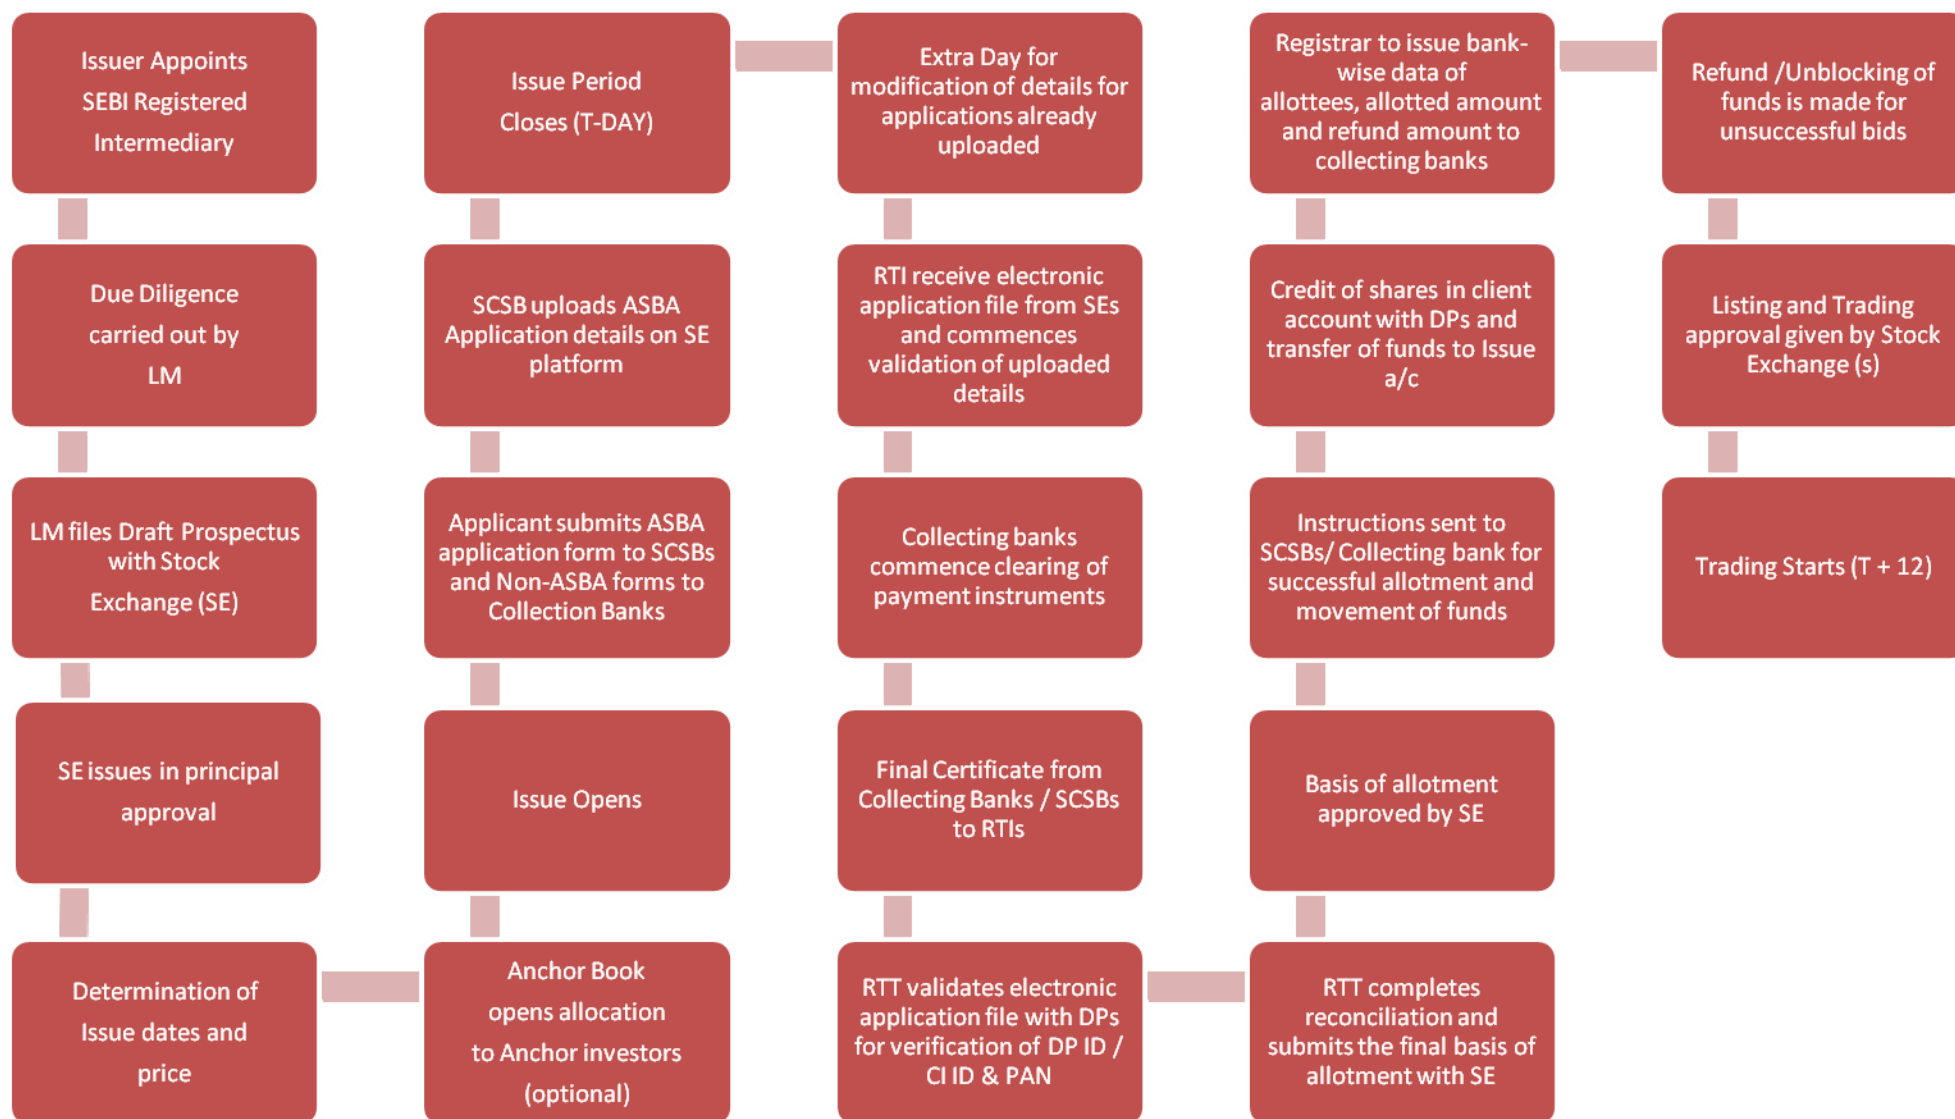 Issuer Appoints
SEBI Registered
Intermediary
Due Diligence
carried out by
LM
LM files Draft Prospectus
with Stock
Exchange (SE)
SE issues in principal
approval
Determination of
Issue dates and
price
Anchor Book
opens allocation
to Anchor investors
(optional)
Issue Opens
Applicant submits ASBA
application form to SCSBs
and Non-ASBA forms to
Collection Banks
SCSB uploads ASBA
Application details on SE
platform
Issue Period
Closes (T-DAY)
Extra Day for
modification of details for
applications already
uploaded
RTI receive electronic
application file from SEs
and commences
validation of uploaded
details
Collecting banks
commence clearing of
payment instruments
Final Certificate from
Collecting Banks / SCSBs
to RTIs
RTT validates electronic
application file with DPs
for verification of DP ID /
CI ID & PAN
RTT completes
reconciliation and
submits the final basis of
allotment with SE
Basis of allotment
approved by SE
Instructions sent to
SCSBs/ Collecting bank for
successful allotment and
movement of funds
Credit of shares in client
account with DPs and
transfer of funds to Issue
a/c
Registrar to issue bank-
wise data of
allottees, allotted amount
and refund amount to
collecting banks
Refund /Unblocking of
funds is made for
unsuccessful bids
Listing and Trading
approval given by Stock
Exchange (s)
Trading Starts (T + 12)